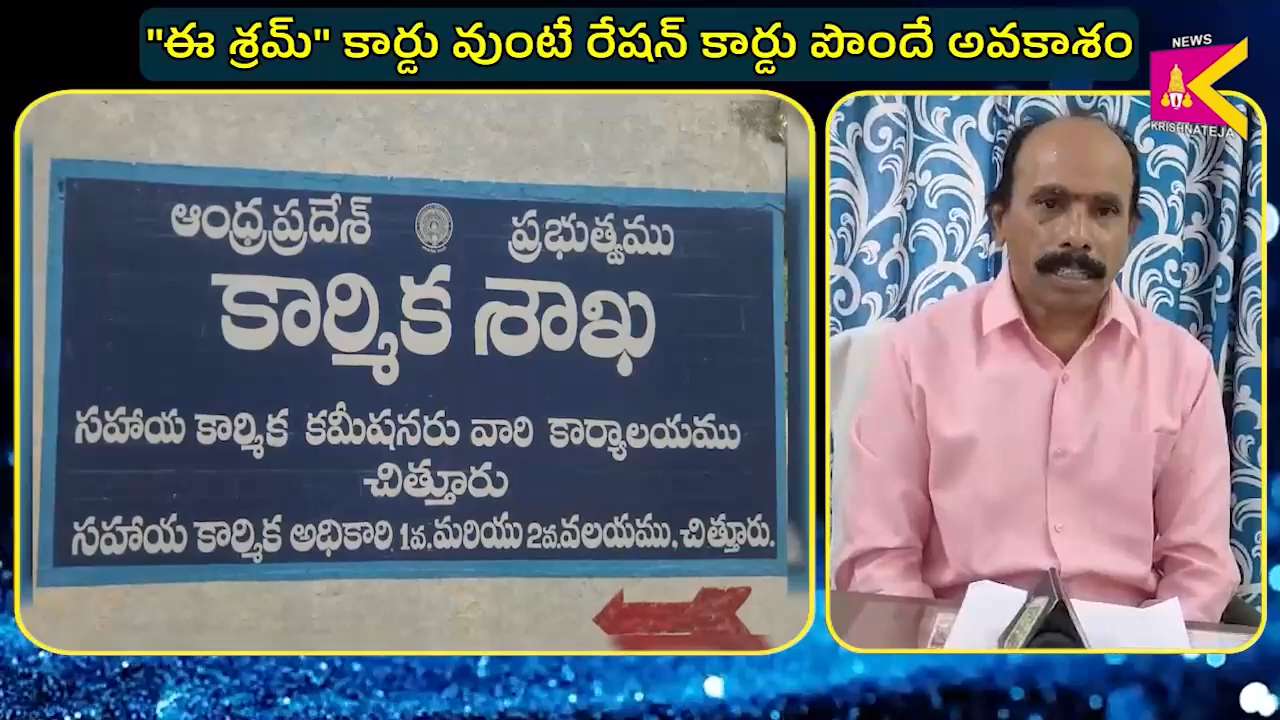 "ఈ శ్రమ్" కార్డు వుంటే రేషన్ కార్డు పొందే అవకాశం
NEWS
KRISHNATEJA
ఆంధ్రప్రదేశ్ ప్రభుత్వము
కార్మిక శాఖ
సహాయ కార్మిక కమీషనరు వారి కార్యాలయము
చిత్తూరు
సహాయ కార్మిక అధికారి 1వ. మరియు 2వ. వలయము, చిత్తూరు.